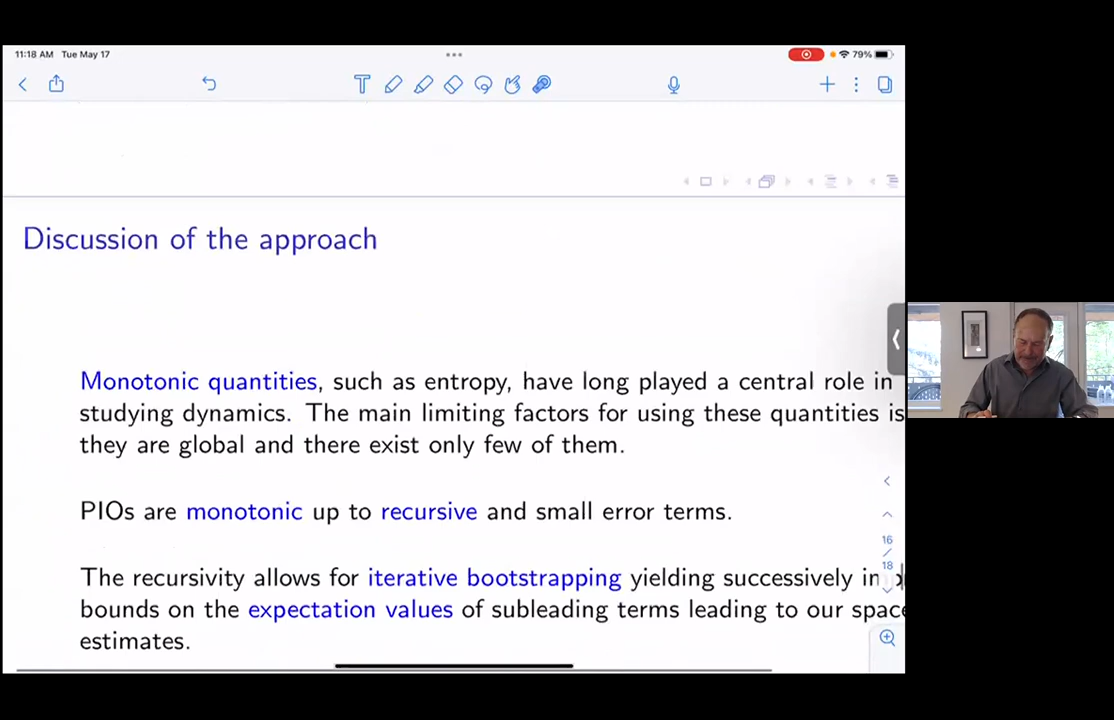 11:18 AM Tue May 17
79%
Discussion of the approach
Monotonic quantities, such as entropy, have long played a central role in
studying dynamics. The main limiting factors for using these quantities is
they are global and there exist only few of them.
PIOs are monotonic up to recursive and small error terms.
The recursivity allows for iterative bootstrapping yielding successively
bounds on the expectation values of subleading terms leading to our space
estimates.
16
/
18